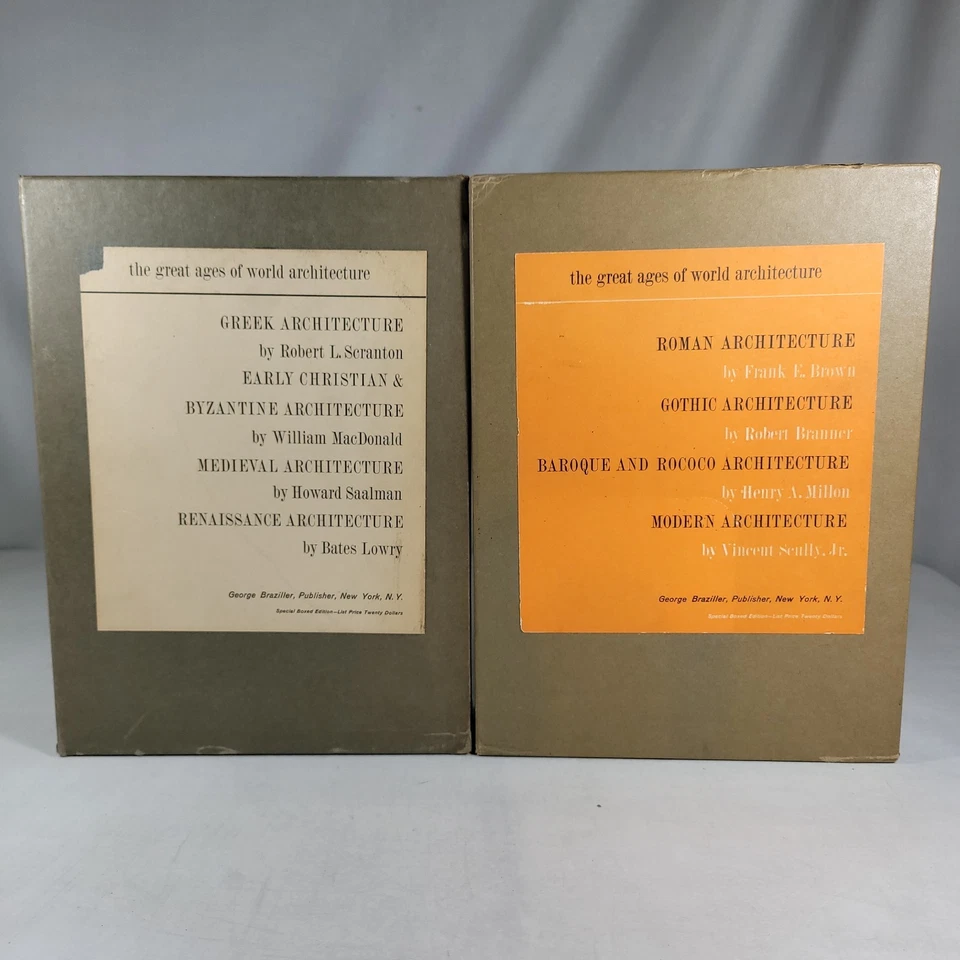 the great ages of world architecture
GREEK ARCHITECTURE
by Robert L. Scranton
EARLY CHRISTIAN &
BYZANTINE ARCHITECTURE
by William MacDonald
MEDIEVAL ARCHITECTURE
by Howard Saalman
RENAISSANCE ARCHITECTURE
by Bates Lowry
George Braziller, Publisher, New York, N.Y.
Special Boxed Edition—List Price Twenty Dollars
the great ages of world architecture
ROMAN ARCHITECTURE
by Frank E. Brown
GOTHIC ARCHITECTURE
by Robert Branner
BAROQUE AND ROCOCO ARCHITECTURE
by Henry A. Millon
MODERN ARCHITECTURE
by Vincent Scully, Jr.
George Braziller, Publisher, New York, N.Y.
Special Boxed Edition—List Price Twenty Dollars